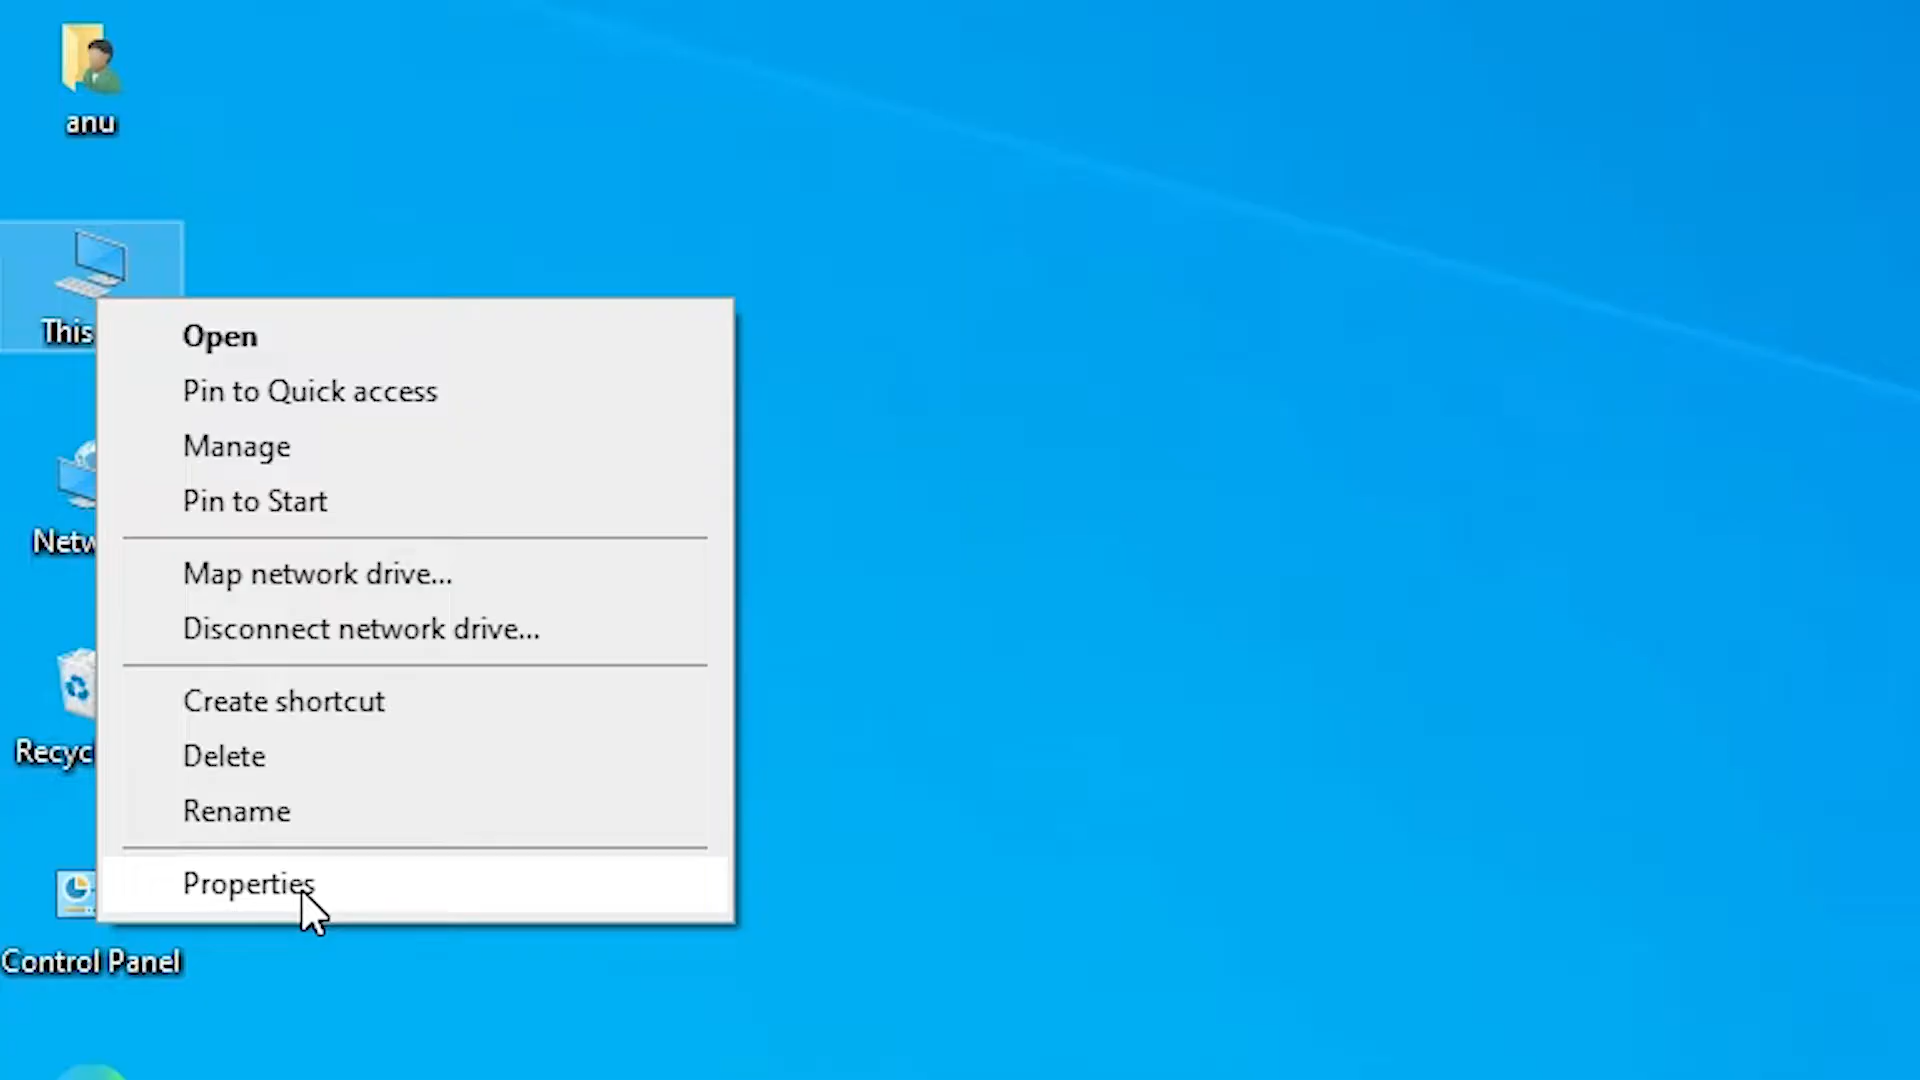 anu
This
Open
Pin to Quick access
Manage
Pin to Start
Netw
Map network drive...
Disconnect network drive...
Create shortcut
Recyc
Delete
Rename
Properties
Control Panel